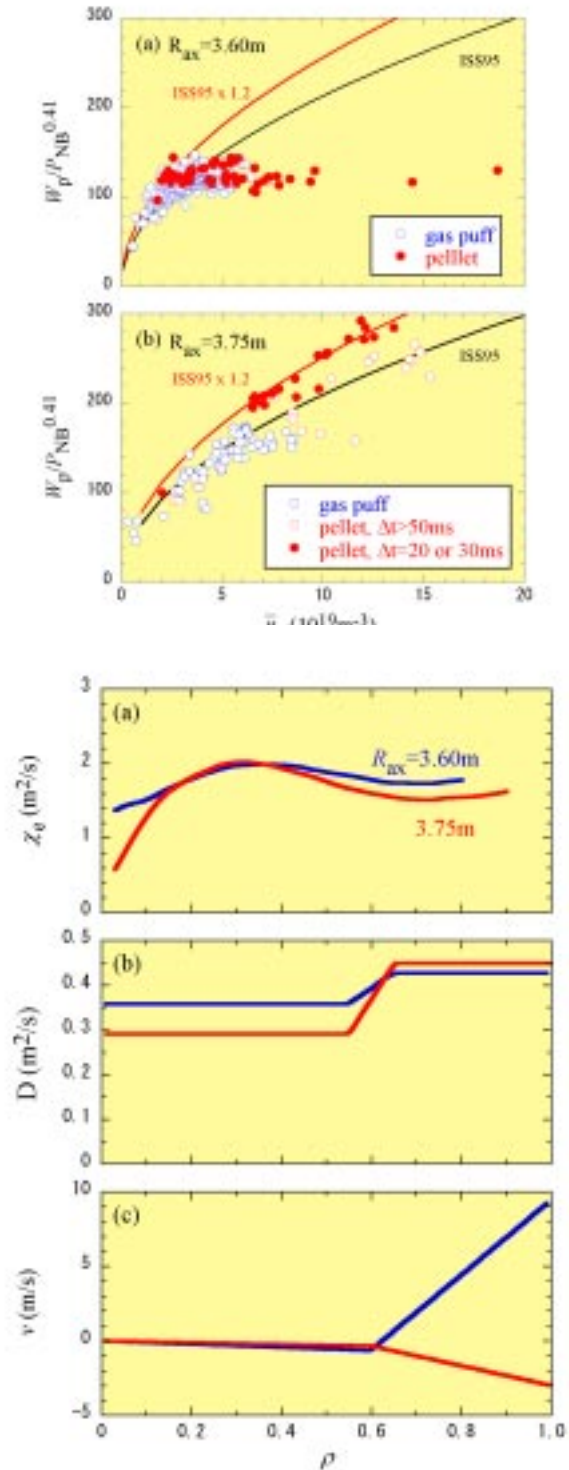 (a) R_ax=3.60m
ISS95 x 1.2
ISS95
W_p/P_NB^0.41
300
200
100
0
gas puff
pelllet
(b) R_ax=3.75m
ISS95 x 1.2
ISS95
W_p/P_NB^0.41
300
200
100
0
gas puff
pellet, Δt>50ms
pellet, Δt=20 or 30ms
0 5 10 15 20
(a)
R_ax=3.60m
3.75m
χ_e (m²/s)
3
2
1
0
(b)
D (m²/s)
0.5
0.4
0.3
0.2
0.1
0
(c)
v (m/s)
10
5
0
-5
0 0.2 0.4 0.6 0.8 1.0
ρ